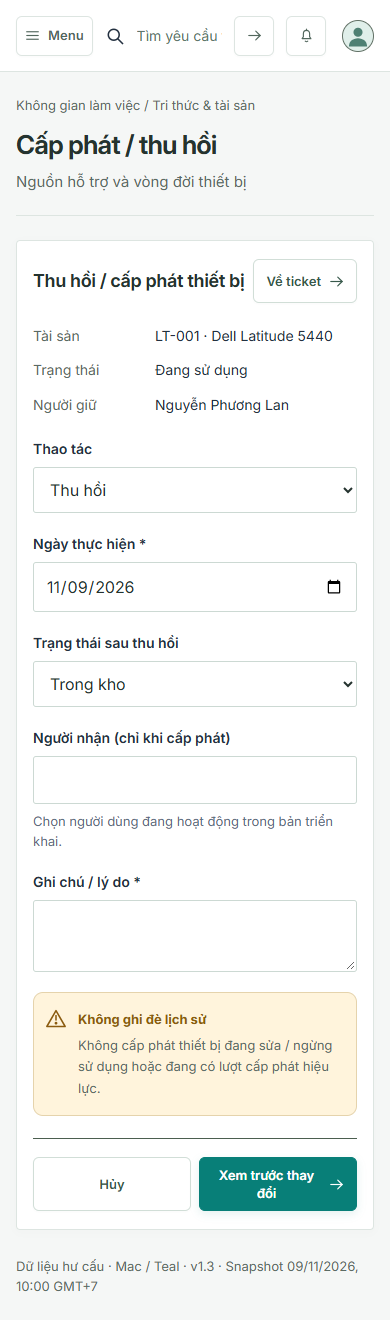 Menu
Tìm yêu cầu
Không gian làm việc / Tri thức & tài sản
Cấp phát / thu hồi
Nguồn hỗ trợ và vòng đời thiết bị
Thu hồi / cấp phát thiết bị
Về ticket
Tài sản
LT-001 · Dell Latitude 5440
Trạng thái
Đang sử dụng
Người giữ
Nguyễn Phương Lan
Thao tác
Thu hồi
Ngày thực hiện *
11/09/2026
Trạng thái sau thu hồi
Trong kho
Người nhận (chỉ khi cấp phát)
Chọn người dùng đang hoạt động trong bản triển
khai.
Ghi chú / lý do *
Không ghi đè lịch sử
Không cấp phát thiết bị đang sửa / ngừng
sử dụng hoặc đang có lượt cấp phát hiệu
lực.
Hủy
Xem trước thay
đổi
Dữ liệu hư cấu · Mac / Teal · v1.3 · Snapshot 09/11/2026,
10:00 GMT+7